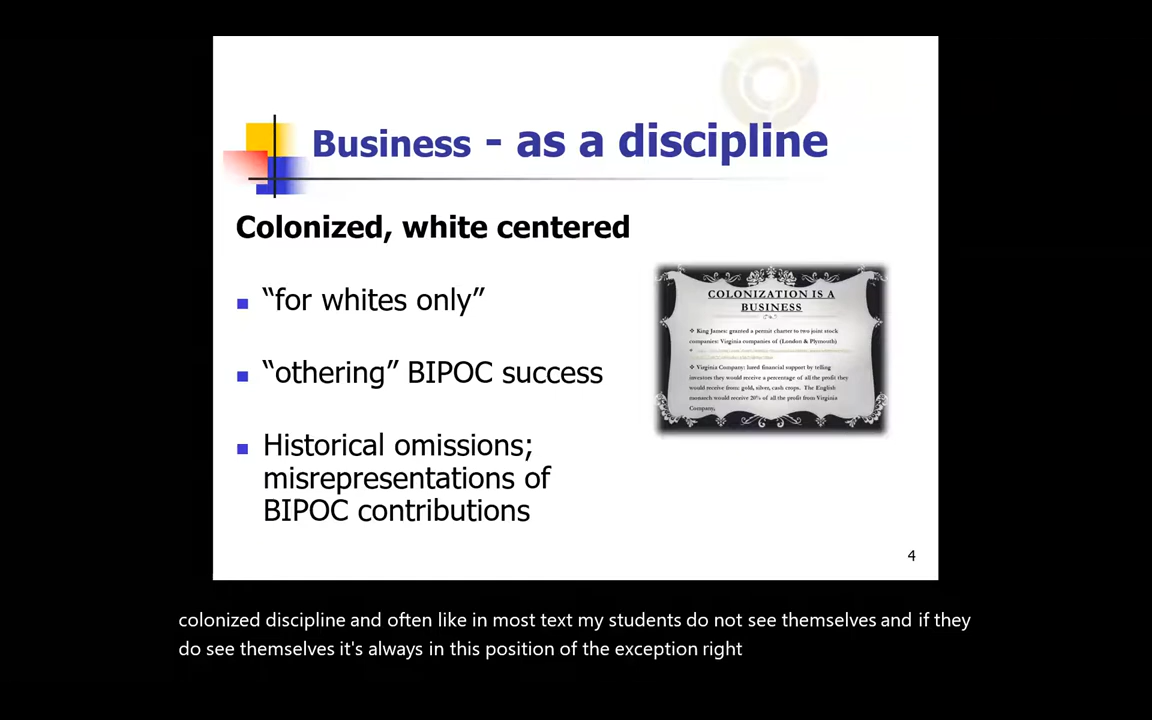 Business - as a discipline
Colonized, white centered
“for whites only”
“othering” BIPOC success
Historical omissions;
misrepresentations of
BIPOC contributions
COLONIZATION IS A
BUSINESS
King James: granted a permit charter to two joint stock
companies: Virginia companies of (London & Plymouth)
Virginia Company: lured financial support by telling
investors they would receive a percentage of all the profit they
would receive from: gold, silver, cash crops. The English
monarch would receive 20% of all the profit from Virginia
Company;
4
colonized discipline and often like in most text my students do not see themselves and if they
do see themselves it's always in this position of the exception right